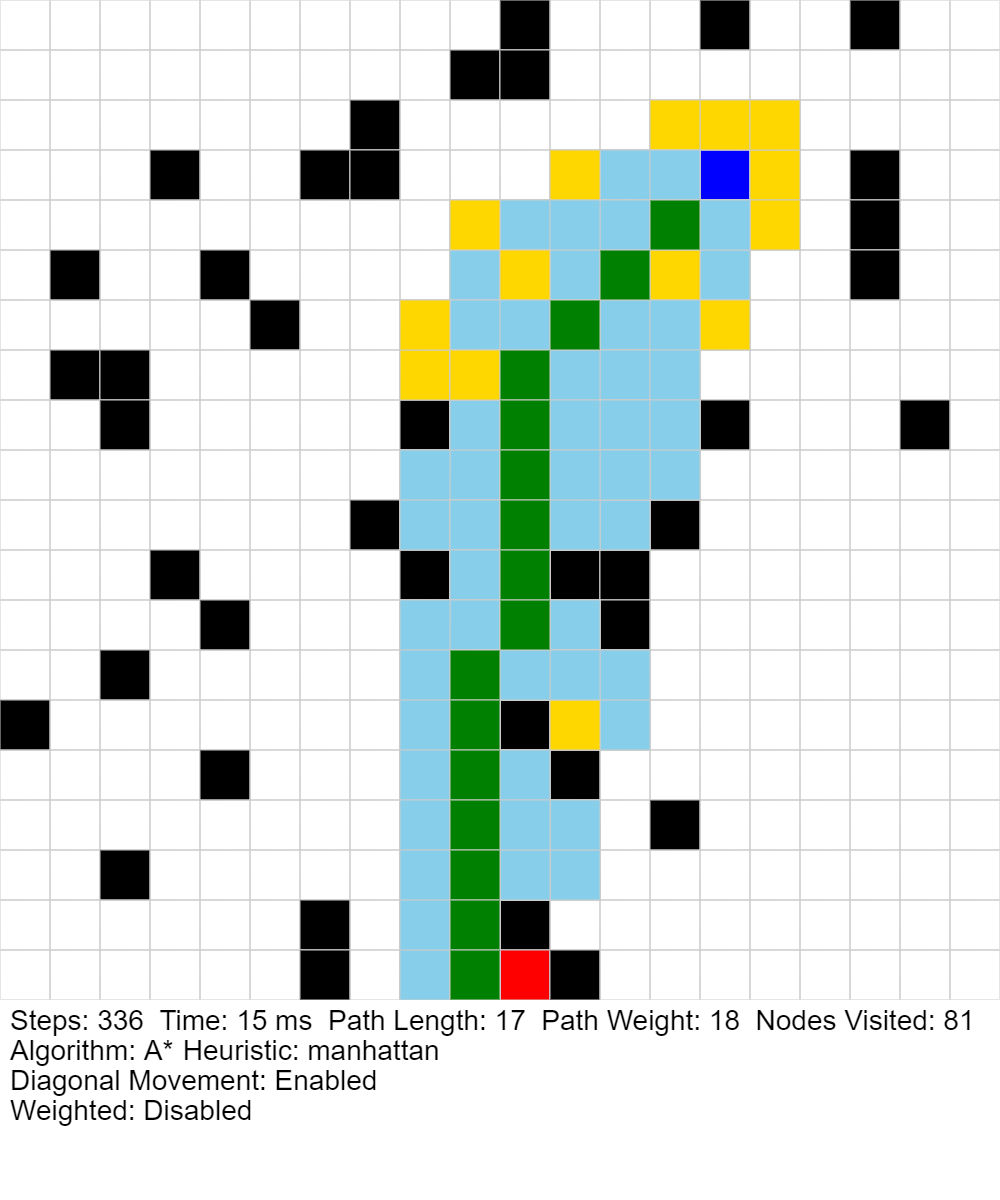 Steps: 336  Time: 15 ms  Path Length: 17  Path Weight: 18  Nodes Visited: 81
Algorithm: A* Heuristic: manhattan
Diagonal Movement: Enabled
Weighted: Disabled